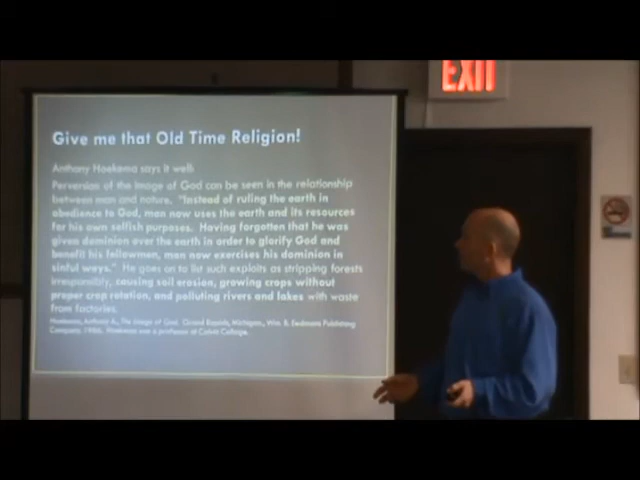 EXIT
Give me that Old Time Religion!
Anthony Hoekema says it well:
Perversion of the image of God can be seen in the relationship
between man and nature. "Instead of ruling the earth in
obedience to God, man now uses the earth and its resources
for his own selfish purposes. Having forgotten that he was
given dominion over the earth in order to glorify God and
benefit his fellowmen, man now exercises his dominion in
sinful ways." He goes on to list such exploits as stripping forests
irresponsibly, causing soil erosion, growing crops without
proper crop rotation, and polluting rivers and lakes with waste
from factories.
Hoekema, Anthony A., The Image of God. Grand Rapids, Michigan., Wm. B. Eerdmans Publishing
Company. 1986. Hoekema was a professor at Calvin College.